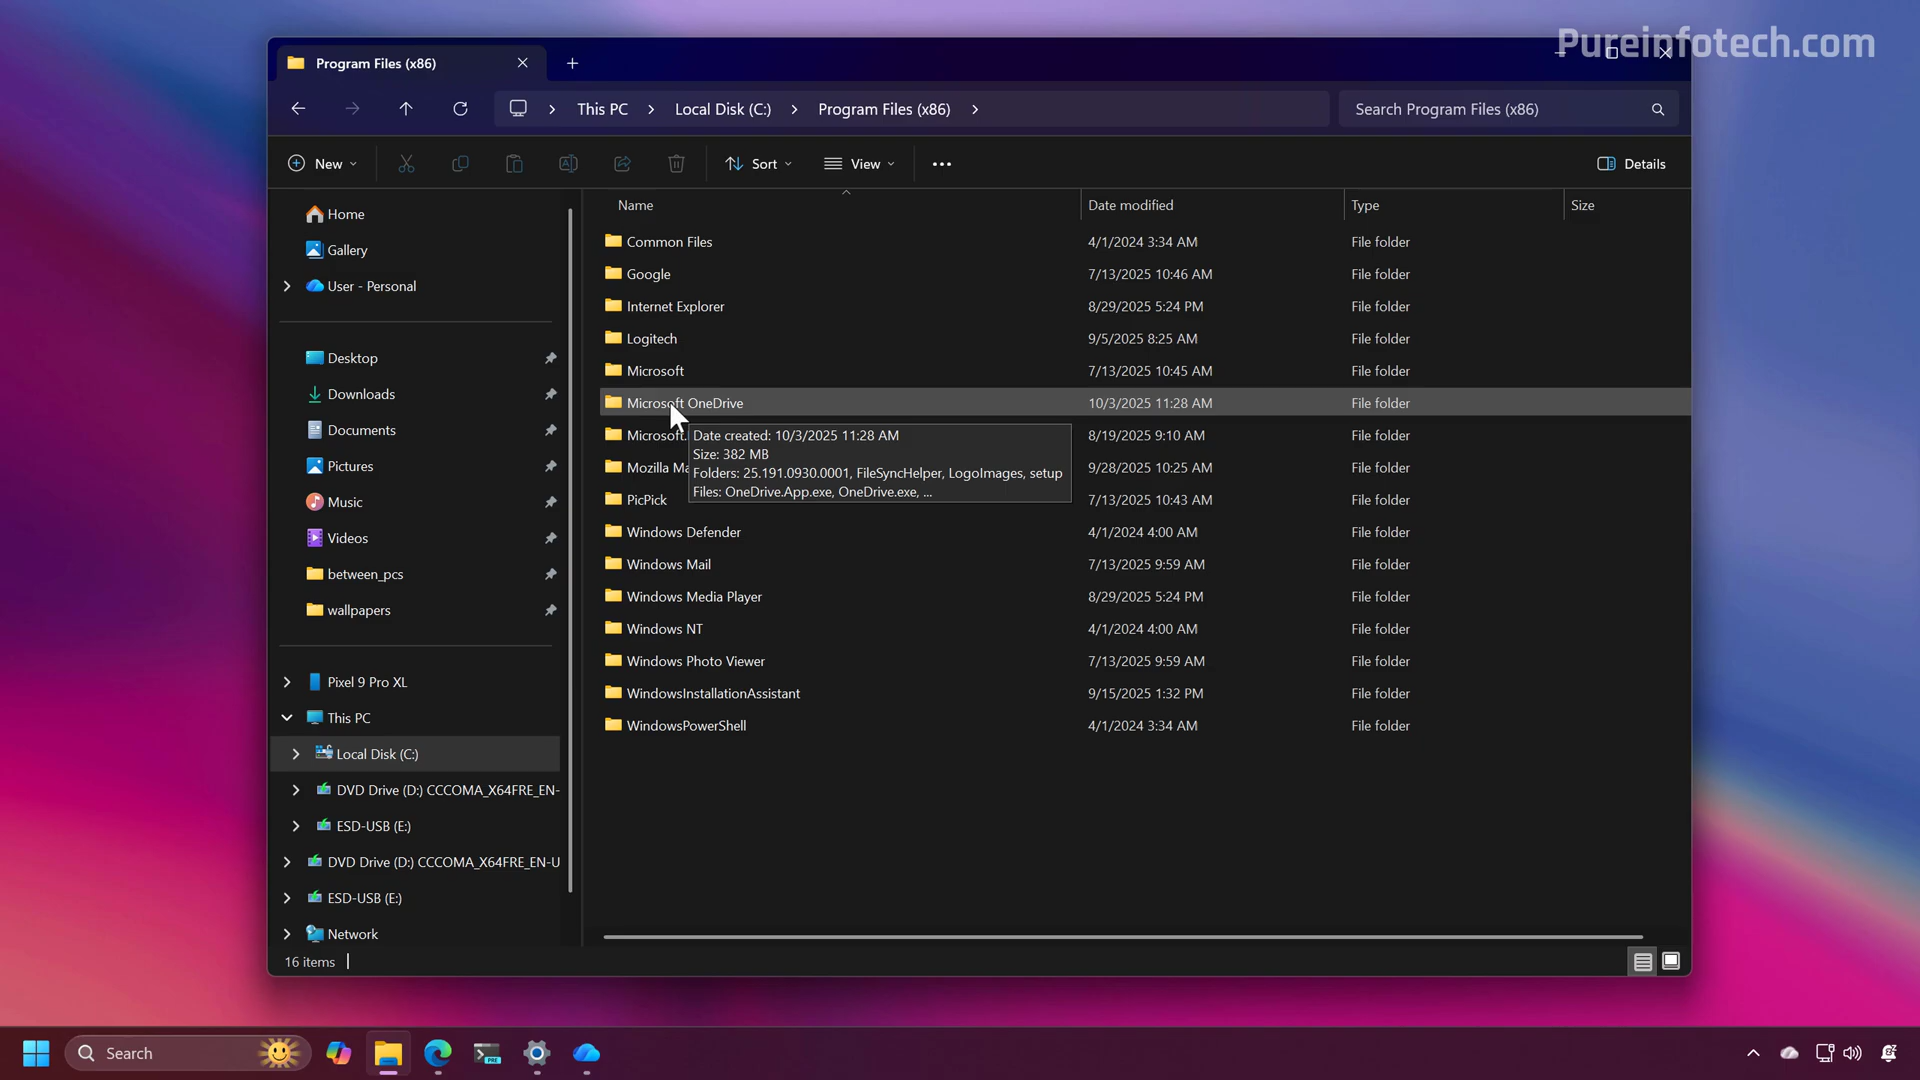 Pureinfotech.com
Program Files (x86)
This PC > Local Disk (C:) > Program Files (x86) >
Search Program Files (x86)
New
Sort
View
Details
Home
Gallery
User - Personal
Desktop
Downloads
Documents
Pictures
Music
Videos
between_pcs
wallpapers
Pixel 9 Pro XL
This PC
Local Disk (C:)
DVD Drive (D:) CCCOMA_X64FRE_EN-
ESD-USB (E:)
DVD Drive (D:) CCCOMA_X64FRE_EN-U
ESD-USB (E:)
Network
Name Date modified Type Size
Common Files 4/1/2024 3:34 AM File folder
Google 7/13/2025 10:46 AM File folder
Internet Explorer 8/29/2025 5:24 PM File folder
Logitech 9/5/2025 8:25 AM File folder
Microsoft 7/13/2025 10:45 AM File folder
Microsoft OneDrive 10/3/2025 11:28 AM File folder
Microsoft. 8/19/2025 9:10 AM File folder
Mozilla Ma 9/28/2025 10:25 AM File folder
PicPick 7/13/2025 10:43 AM File folder
Windows Defender 4/1/2024 4:00 AM File folder
Windows Mail 7/13/2025 9:59 AM File folder
Windows Media Player 8/29/2025 5:24 PM File folder
Windows NT 4/1/2024 4:00 AM File folder
Windows Photo Viewer 7/13/2025 9:59 AM File folder
WindowsInstallationAssistant 9/15/2025 1:32 PM File folder
WindowsPowerShell 4/1/2024 3:34 AM File folder
Date created: 10/3/2025 11:28 AM
Size: 382 MB
Folders: 25.191.0930.0001, FileSyncHelper, LogoImages, setup
Files: OneDrive.App.exe, OneDrive.exe, ...
16 items
Search
PRE